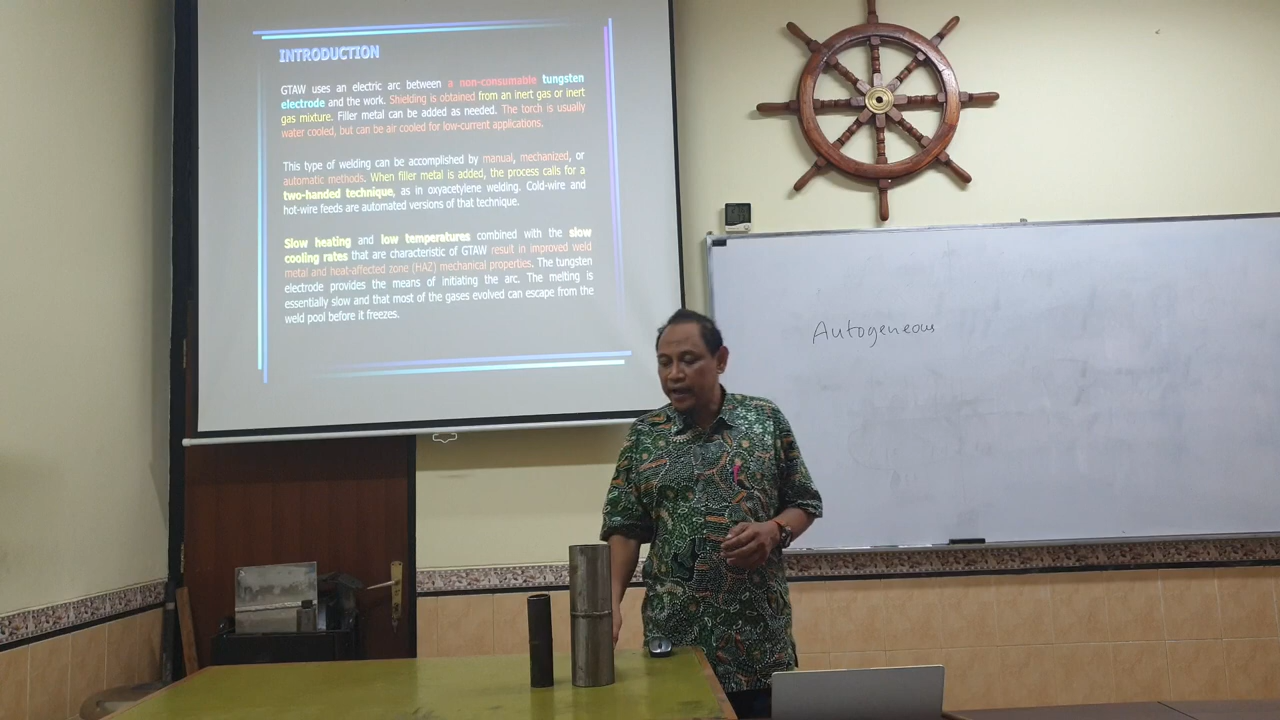 INTRODUCTION
GTAW uses an electric arc between a non-consumable tungsten
electrode and the work. Shielding is obtained from an inert gas or inert
gas mixture. Filler metal can be added as needed. The torch is usually
water cooled, but can be air cooled for low-current applications.
This type of welding can be accomplished by manual, mechanized, or
automatic methods. When filler metal is added, the process calls for a
two-handed technique, as in oxyacetylene welding. Cold-wire and
hot-wire feeds are automated versions of that technique.
Slow heating and low temperatures combined with the slow
cooling rates that are characteristic of GTAW result in improved weld
metal and heat-affected zone (HAZ) mechanical properties. The tungsten
electrode provides the means of initiating the arc. The melting is
essentially slow and that most of the gases evolved can escape from the
weld pool before it freezes.
Autogeneous